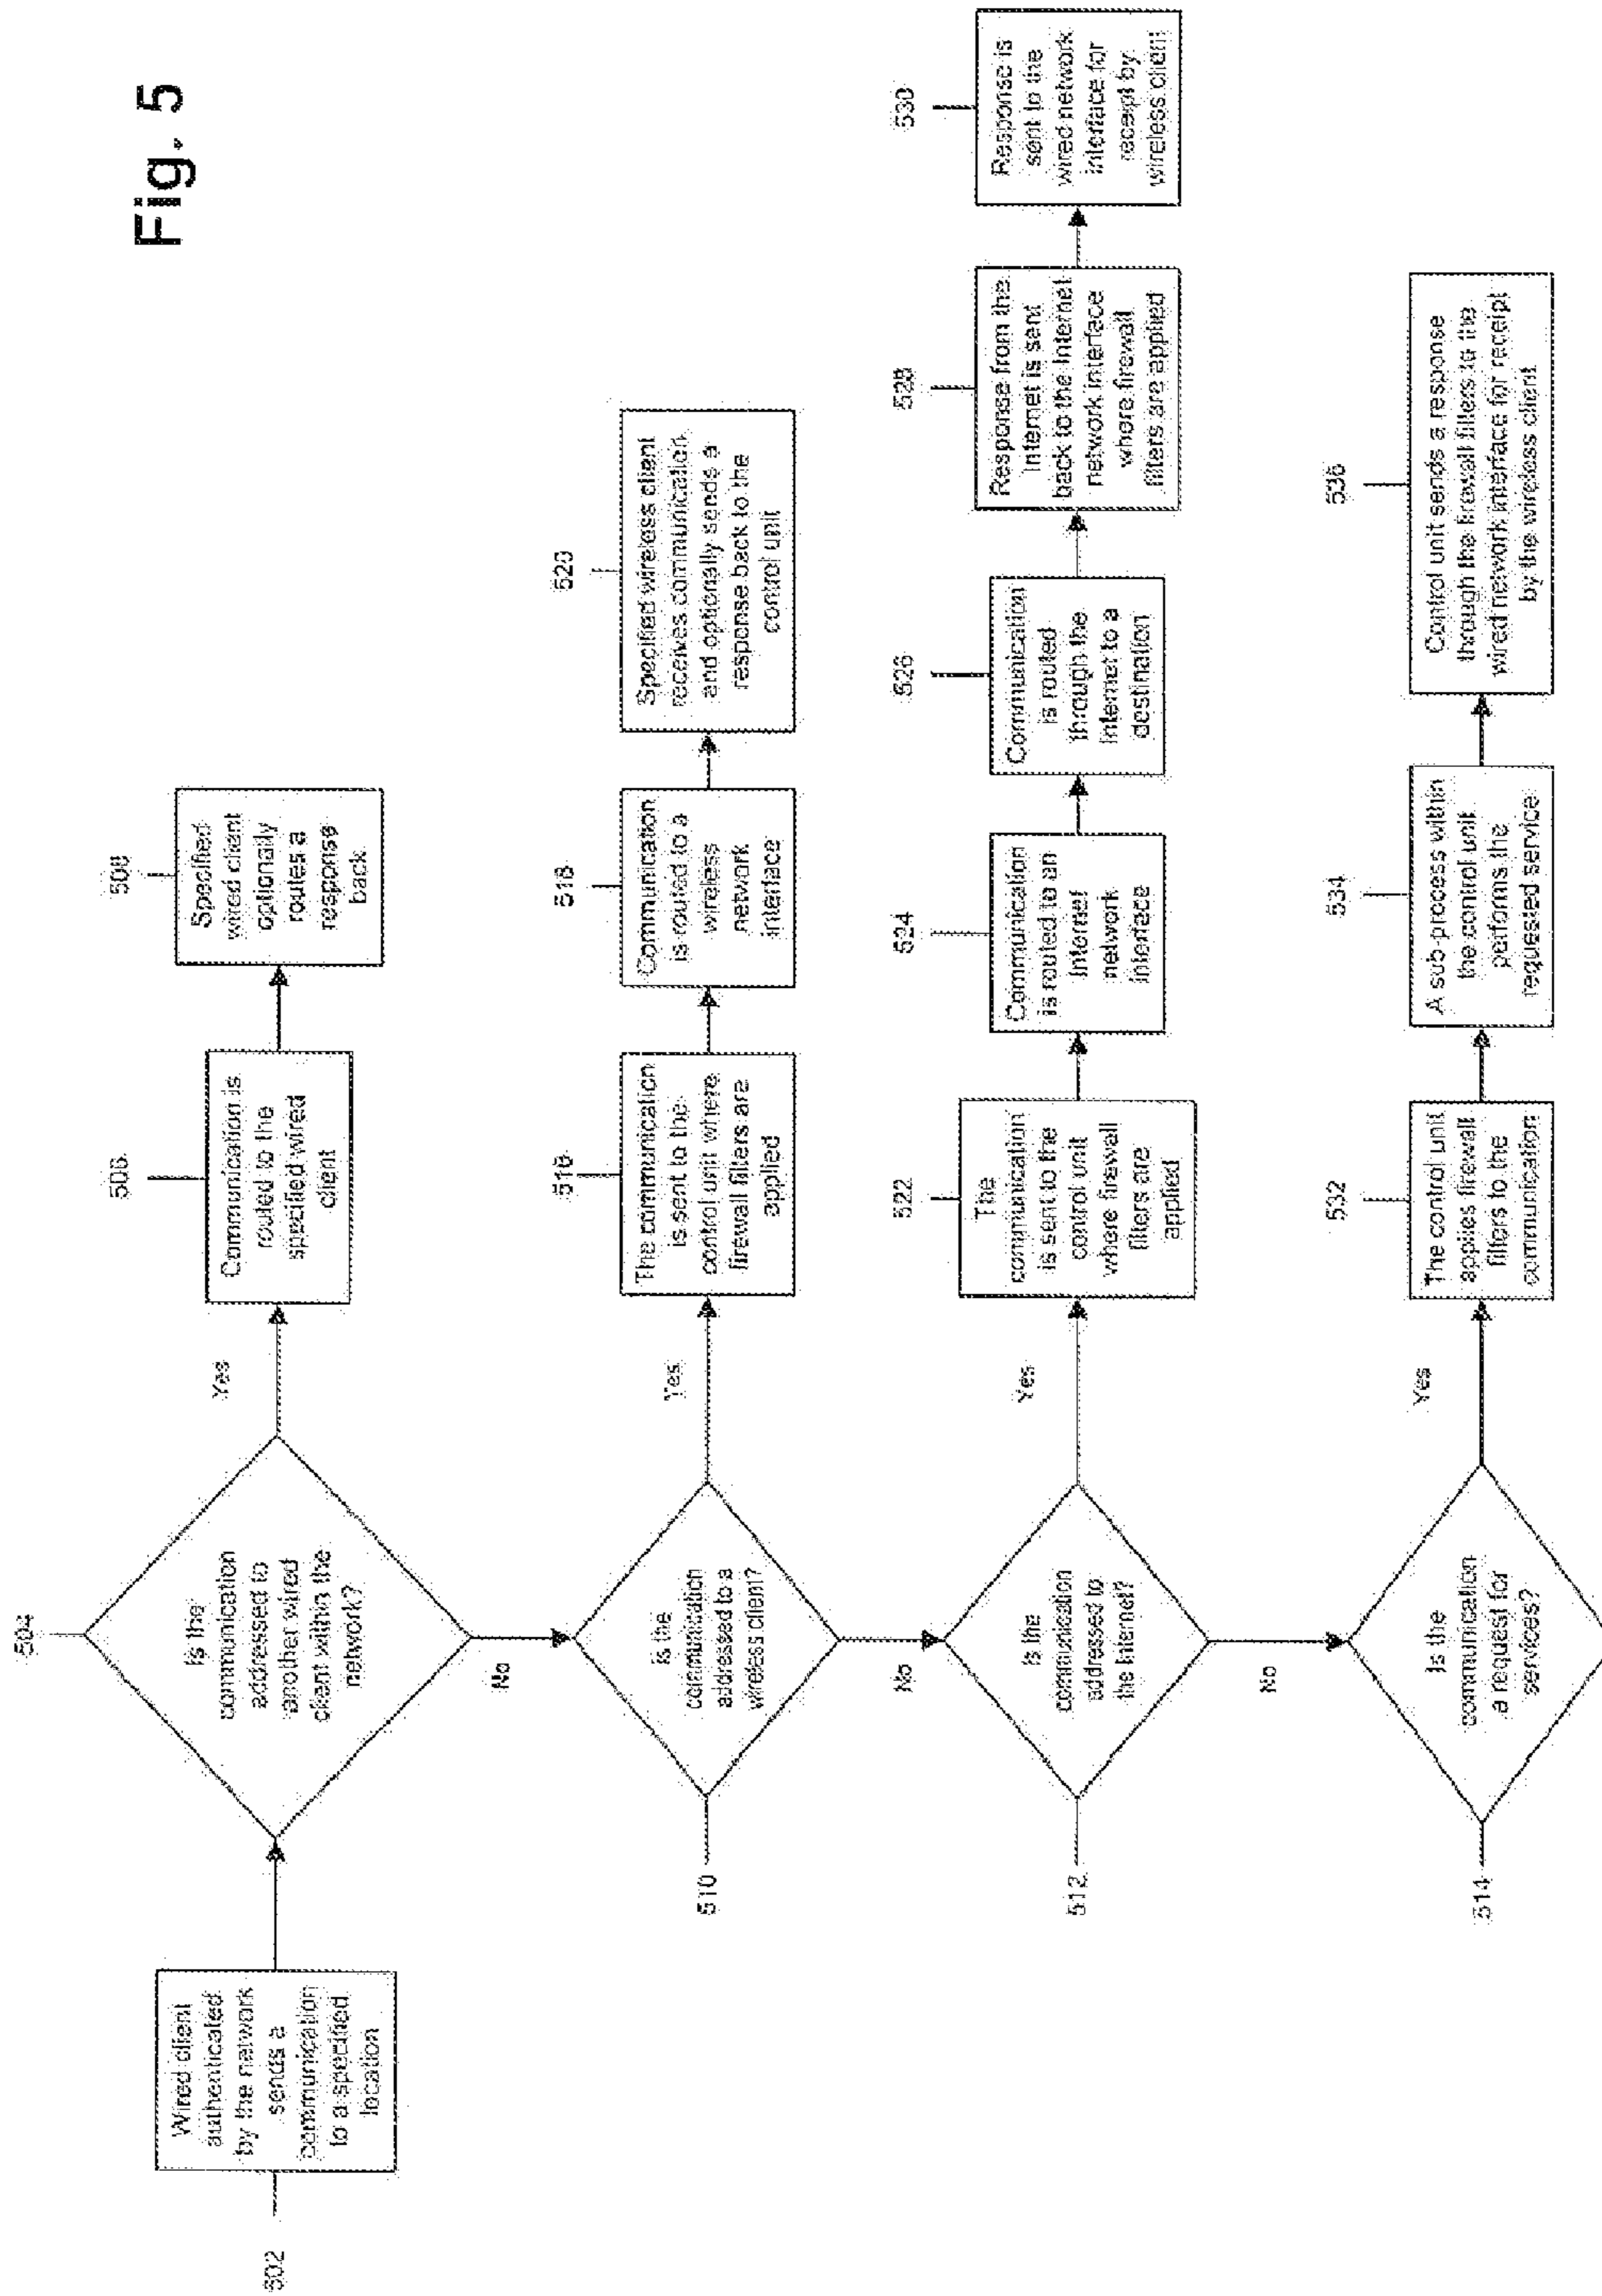 Fig. 5
502
Wired client
authenticated
by the network
sends a
communication
to a specified
location
504
Is the
communication
addressed to
another wired
client within the
network?
Yes
506
Communication is
routed to the
specified wired
client
508
Specified
wired client
optionally
routes a
response
back
No
510
Is the
communication
addressed to a
wireless client?
Yes
516
The communication
is sent to the
control unit where
firewall filters are
applied
518
Communication
is routed to a
wireless
network
interface
520
Specified wireless client
receives communication
and optionally sends a
response back to the
control unit
No
512
Is the
communication
addressed to
the Internet?
Yes
522
The
communication
is sent to the
control unit
where firewall
filters are
applied
524
Communication
is routed to an
Internet
network
interface
526
Communication
is routed
through the
Internet to a
destination
528
Response from the
Internet is sent
back to the Internet
network interface
where firewall
filters are applied
530
Response is
sent to the
wired network
interface for
receipt by
wireless client
No
514
Is the
communication
a request for
services?
Yes
532
The control unit
applies firewall
filters to the
communication
534
A sub-process within
the control unit
performs the
requested service
536
Control unit sends a response
through the firewall filters to the
wired network interface for receipt
by the wireless client